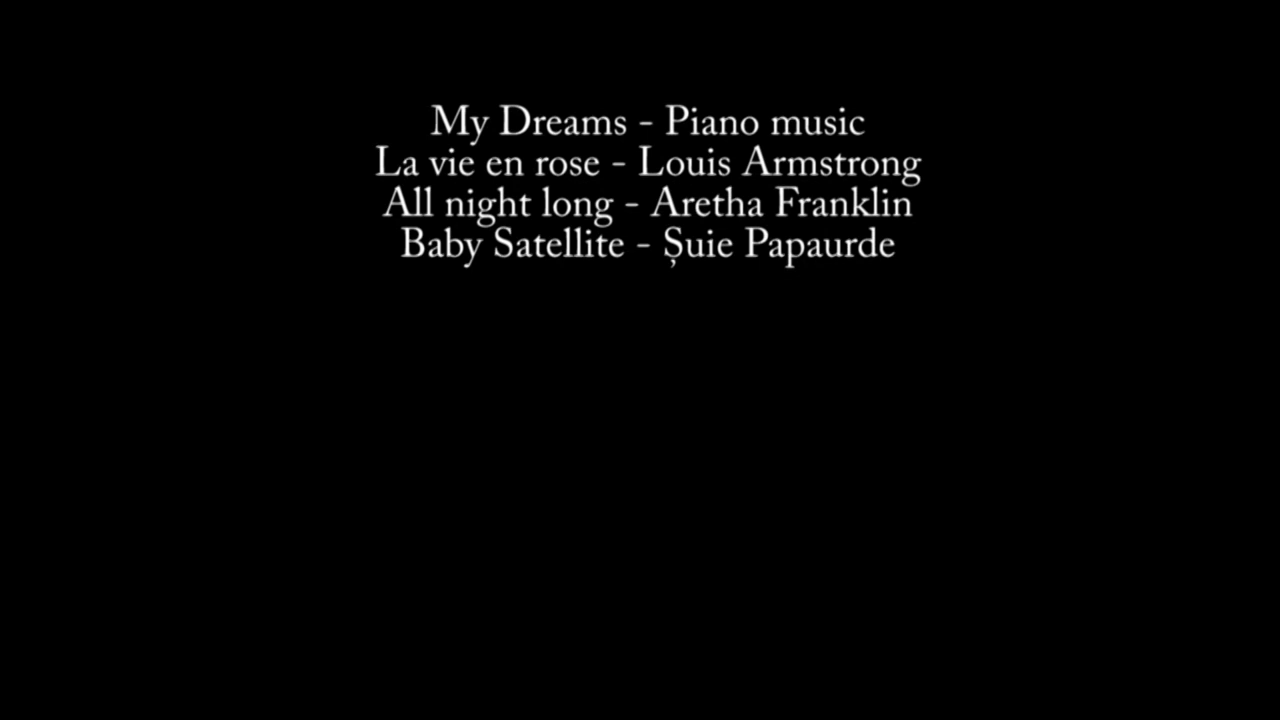 My Dreams - Piano music
La vie en rose - Louis Armstrong
All night long - Aretha Franklin
Baby Satellite - Șuie Papaurde